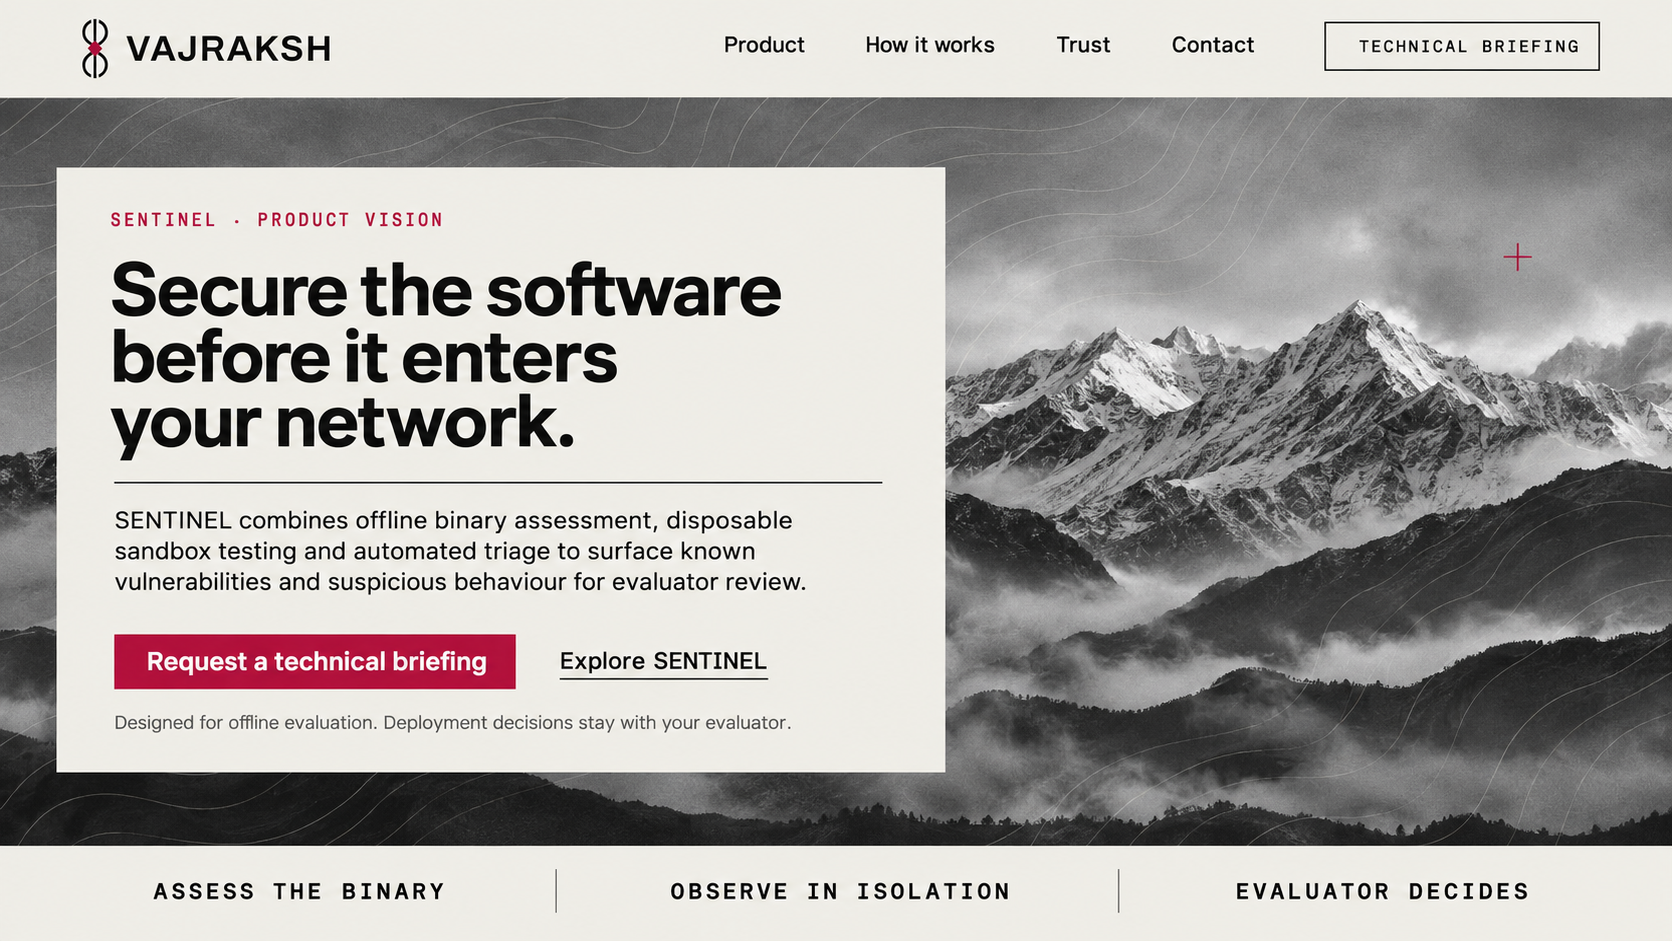 VAJRAKSH
Product
How it works
Trust
Contact
TECHNICAL BRIEFING
SENTINEL · PRODUCT VISION
Secure the software
before it enters
your network.
SENTINEL combines offline binary assessment, disposable
sandbox testing and automated triage to surface known
vulnerabilities and suspicious behaviour for evaluator review.
Request a technical briefing
Explore SENTINEL
Designed for offline evaluation. Deployment decisions stay with your evaluator.
ASSESS THE BINARY
OBSERVE IN ISOLATION
EVALUATOR DECIDES